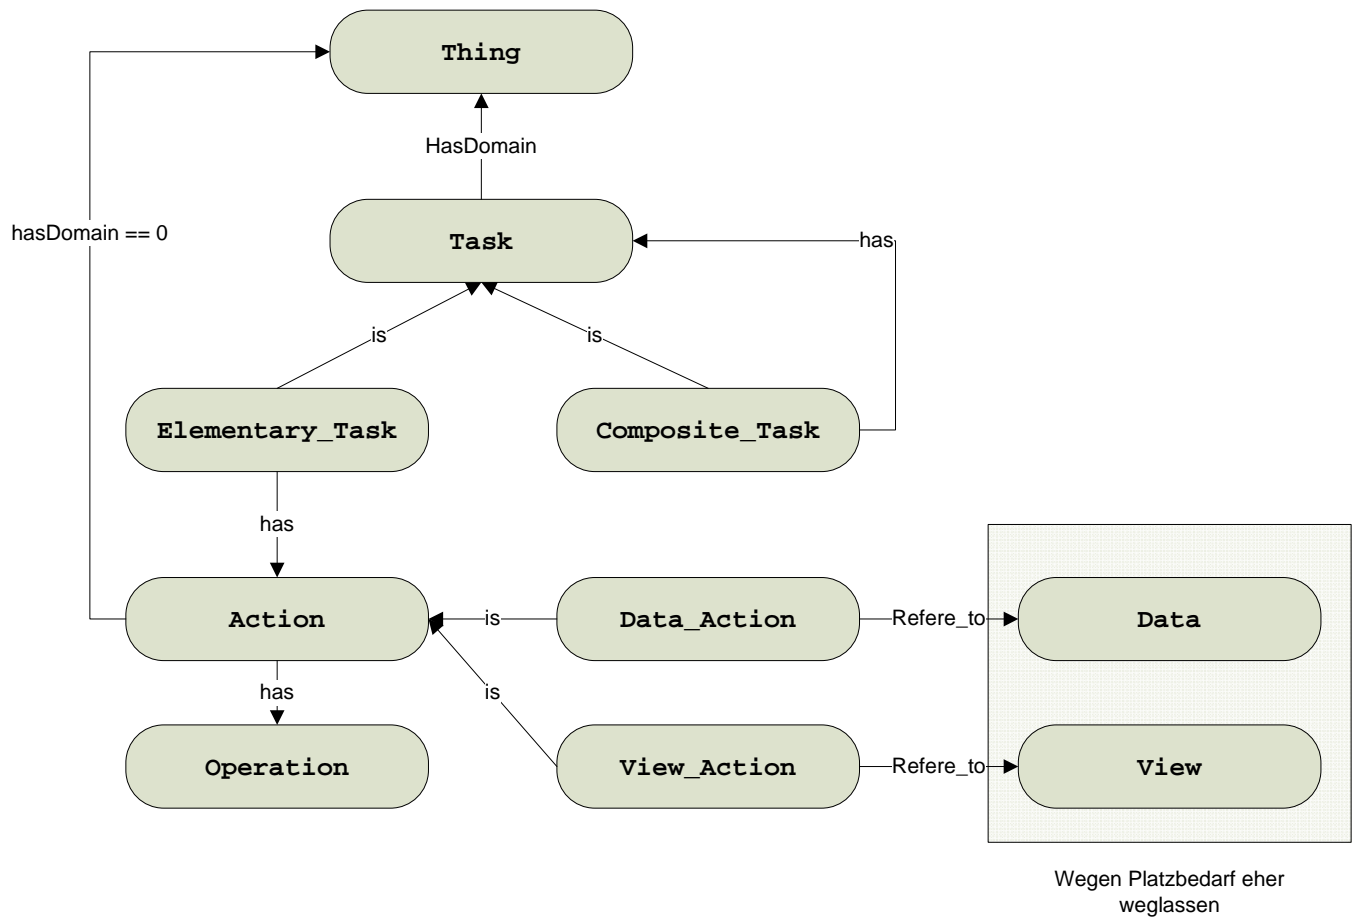 Thing
HasDomain
hasDomain == 0
Task
has
is
is
Elementary_Task
Composite_Task
has
Action
is
Data_Action
Refere_to
Data
has
is
Operation
View_Action
Refere_to
View
Wegen Platzbedarf eher
weglassen